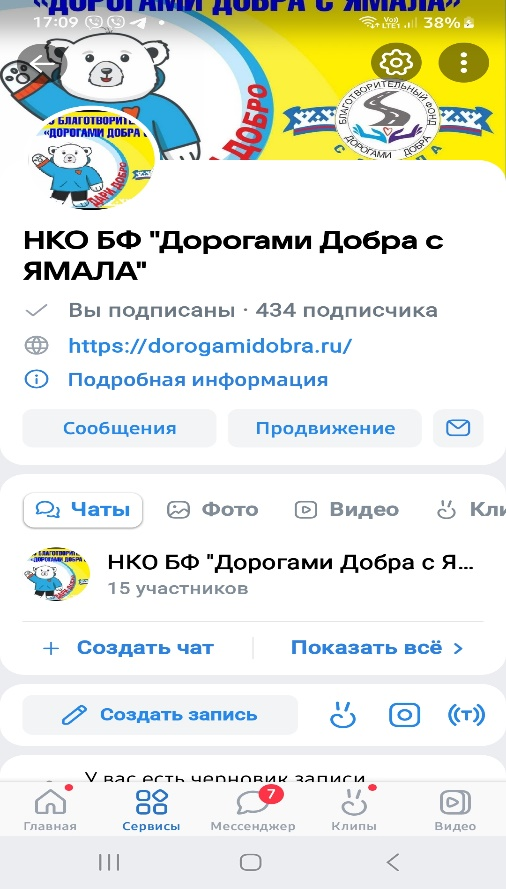 «ДОРОГАМИ ДОБРА С ЯМАЛА»
17:09
Vo))
LTE1
38%
ДОБРО
БЛАГОТВОРИТЕЛЬНЫЙ ФОНД
ДОРОГАМИ ДОБРА
«ДОРОГАМИ ДОБРА С
ДАРИ ДОБРО
НКО БФ "Дорогами Добра с
ЯМАЛА"
Вы подписаны · 434 подписчика
https://dorogamidobra.ru/
Подробная информация
Сообщения
Продвижение
Чаты
Фото
Видео
Кли
НКО БФ "Дорогами Добра с Я...
15 участников
+ Создать чат
Показать всё >
Создать запись
У вас есть черновик записи
7
Главная
Сервисы
Мессенджер
Клипы
Видео